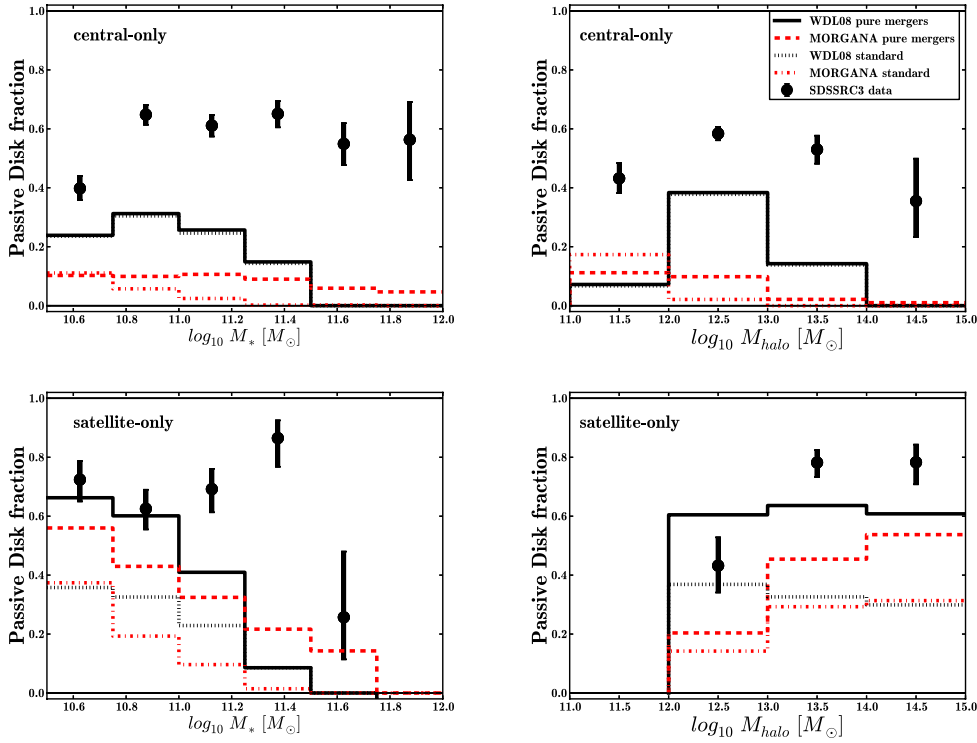 central-only
Passive Disk fraction
1.0
0.8
0.6
0.4
0.2
0.0
10.6 10.8 11.0 11.2 11.4 11.6 11.8 12.0
log₁₀ M* [M⊙]
central-only
WDL08 pure mergers
MORGANA pure mergers
WDL08 standard
MORGANA standard
SDSSRC3 data
Passive Disk fraction
1.0
0.8
0.6
0.4
0.2
0.0
11.0 11.5 12.0 12.5 13.0 13.5 14.0 14.5 15.0
log₁₀ Mhalo [M⊙]
satellite-only
Passive Disk fraction
1.0
0.8
0.6
0.4
0.2
0.0
10.6 10.8 11.0 11.2 11.4 11.6 11.8 12.0
log₁₀ M* [M⊙]
satellite-only
Passive Disk fraction
1.0
0.8
0.6
0.4
0.2
0.0
11.0 11.5 12.0 12.5 13.0 13.5 14.0 14.5 15.0
log₁₀ Mhalo [M⊙]